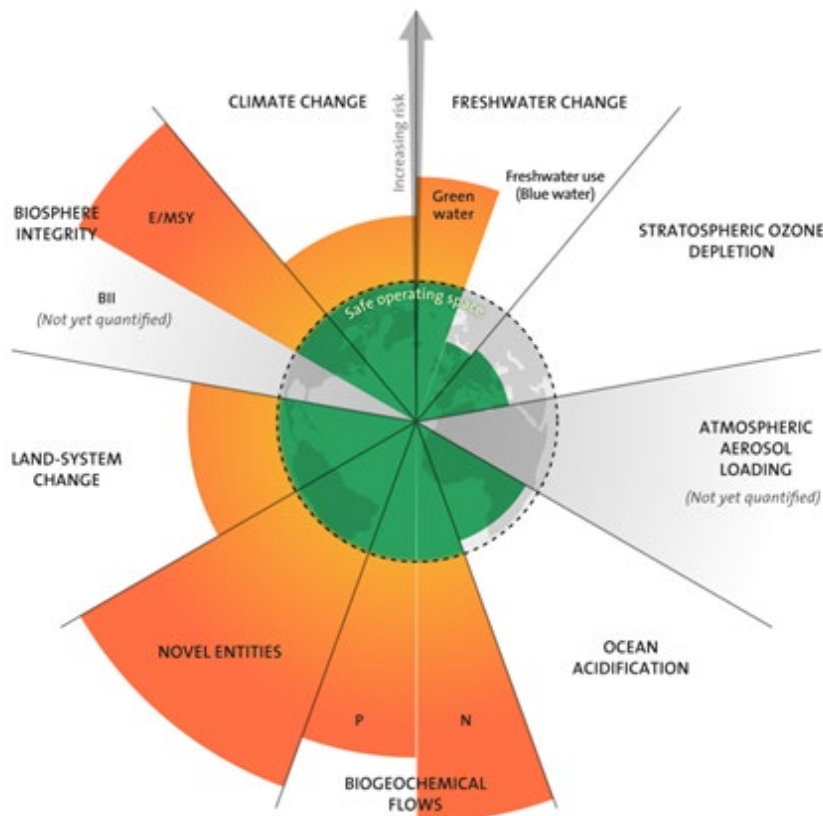 CLIMATE CHANGE
FRESHWATER CHANGE
Increasing risk
Freshwater use
(Blue water)
Green
water
BIOSPHERE
INTEGRITY
E/MSY
STRATOSPHERIC OZONE
DEPLETION
BII
(Not yet quantified)
Safe operating space
LAND-SYSTEM
CHANGE
ATMOSPHERIC
AEROSOL
LOADING
(Not yet quantified)
NOVEL ENTITIES
OCEAN
ACIDIFICATION
P
N
BIOGEOCHEMICAL
FLOWS